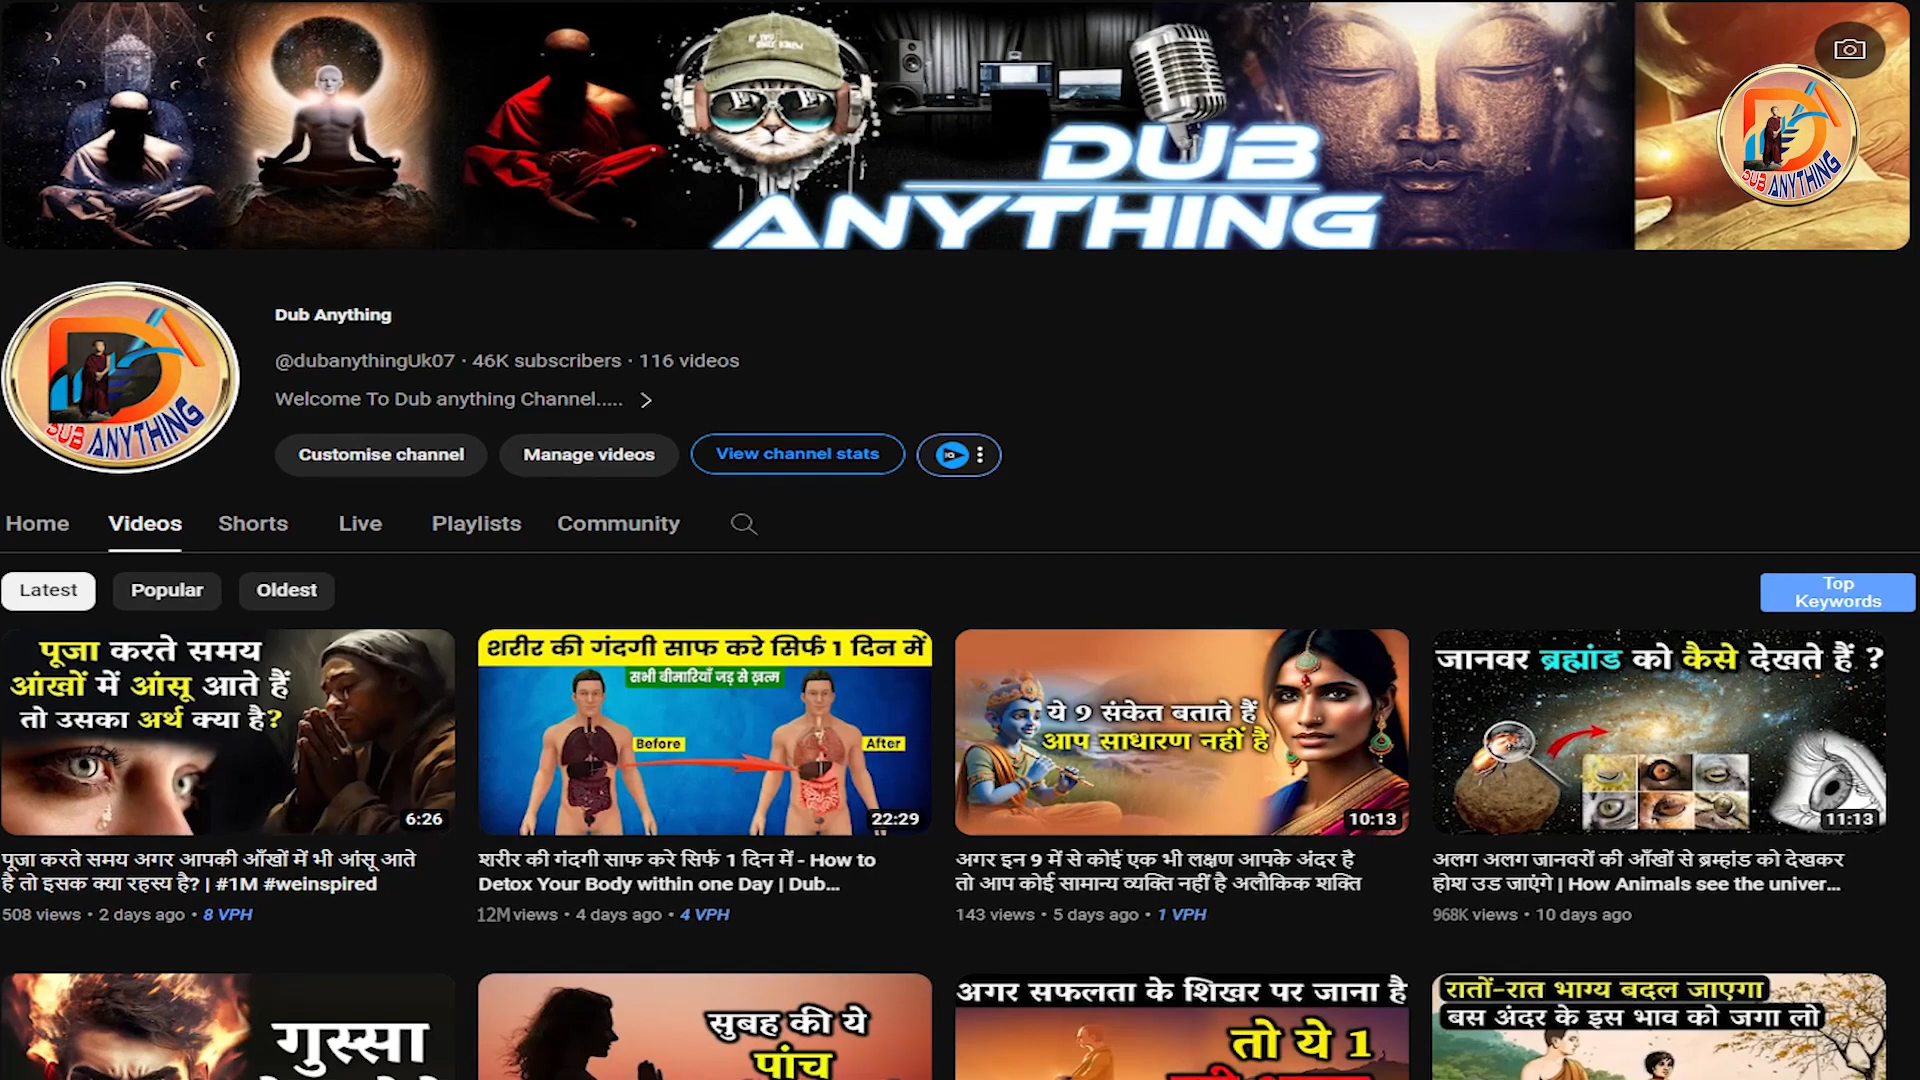 DUB
ANYTHING
DUB ANYTHING
DUB ANYTHING
Dub Anything
@dubanythingUk07 · 46K subscribers · 116 videos
Welcome To Dub anything Channel.....
Customise channel
Manage videos
View channel stats
Home
Videos
Shorts
Live
Playlists
Community
Latest
Popular
Oldest
Top
Keywords
पूजा करते समय
आंखों में आंसू आते हैं
तो उसका अर्थ क्या है?
6:26
शरीर की गंदगी साफ करे सिर्फ 1 दिन में
सभी बीमारियाँ जड़ से ख़त्म
Before
After
22:29
ये 9 संकेत बताते हैं
आप साधारण नहीं है
10:13
जानवर ब्रह्मांड को कैसे देखते हैं ?
11:13
पूजा करते समय अगर आपकी आँखों में भी आंसू आते
है तो इसक क्या रहस्य है? | #1M #weinspired
508 views • 2 days ago • 8 VPH
शरीर की गंदगी साफ करे सिर्फ 1 दिन में - How to
Detox Your Body within one Day | Dub...
12M views • 4 days ago • 4 VPH
अगर इन 9 में से कोई एक भी लक्षण आपके अंदर है
तो आप कोई सामान्य व्यक्ति नहीं है अलौकिक शक्ति
143 views • 5 days ago • 1 VPH
अलग अलग जानवरों की आँखों से ब्रम्हांड को देखकर
होश उड जाएंगे | How Animals see the univer...
968K views • 10 days ago
गुस्सा
सुबह की ये
पांच
अगर सफलता के शिखर पर जाना है
तो ये 1
रातों-रात भाग्य बदल जाएगा
बस अंदर के इस भाव को जगा लो